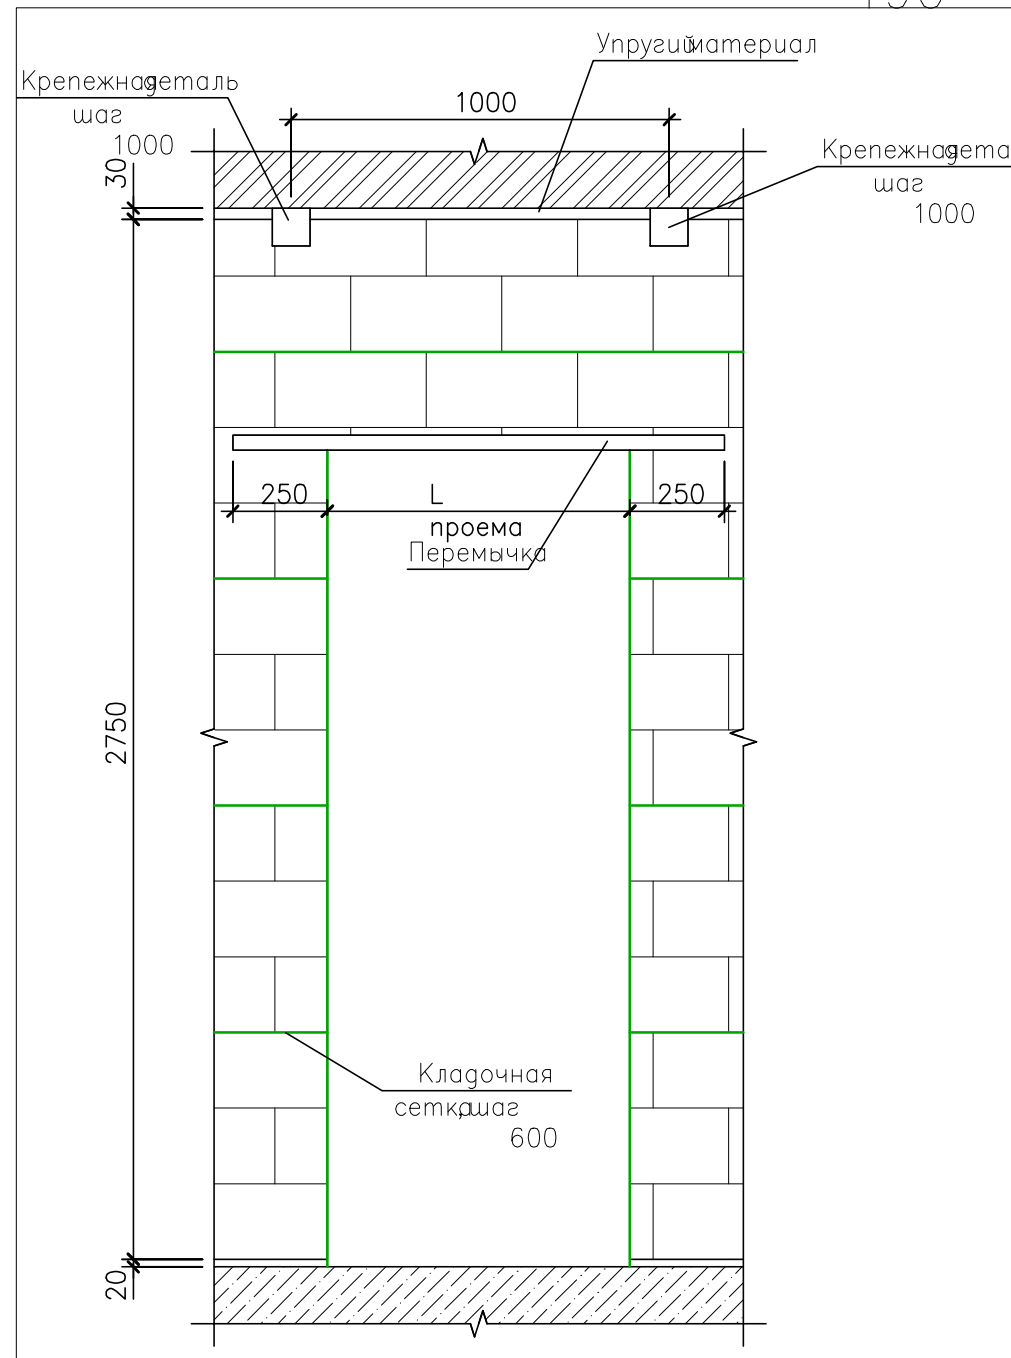 Упругий материал
Крепежная деталь
шаг
1000
1000
Крепежная дета
шаг
1000
30
250
L
250
проема
Перемычка
2750
Кладочная
сетка, шаг
600
20